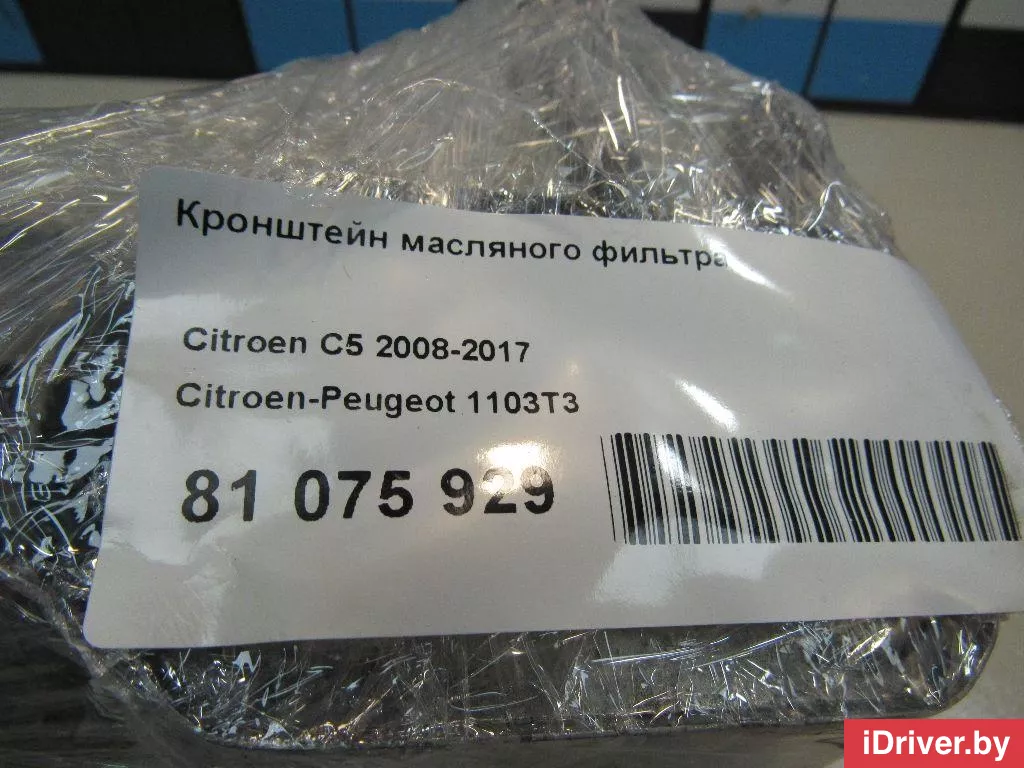 Кронштейн масляного фильтра
Citroen C5 2008-2017
Citroen-Peugeot 1103T3
81 075 929
iDriver.by